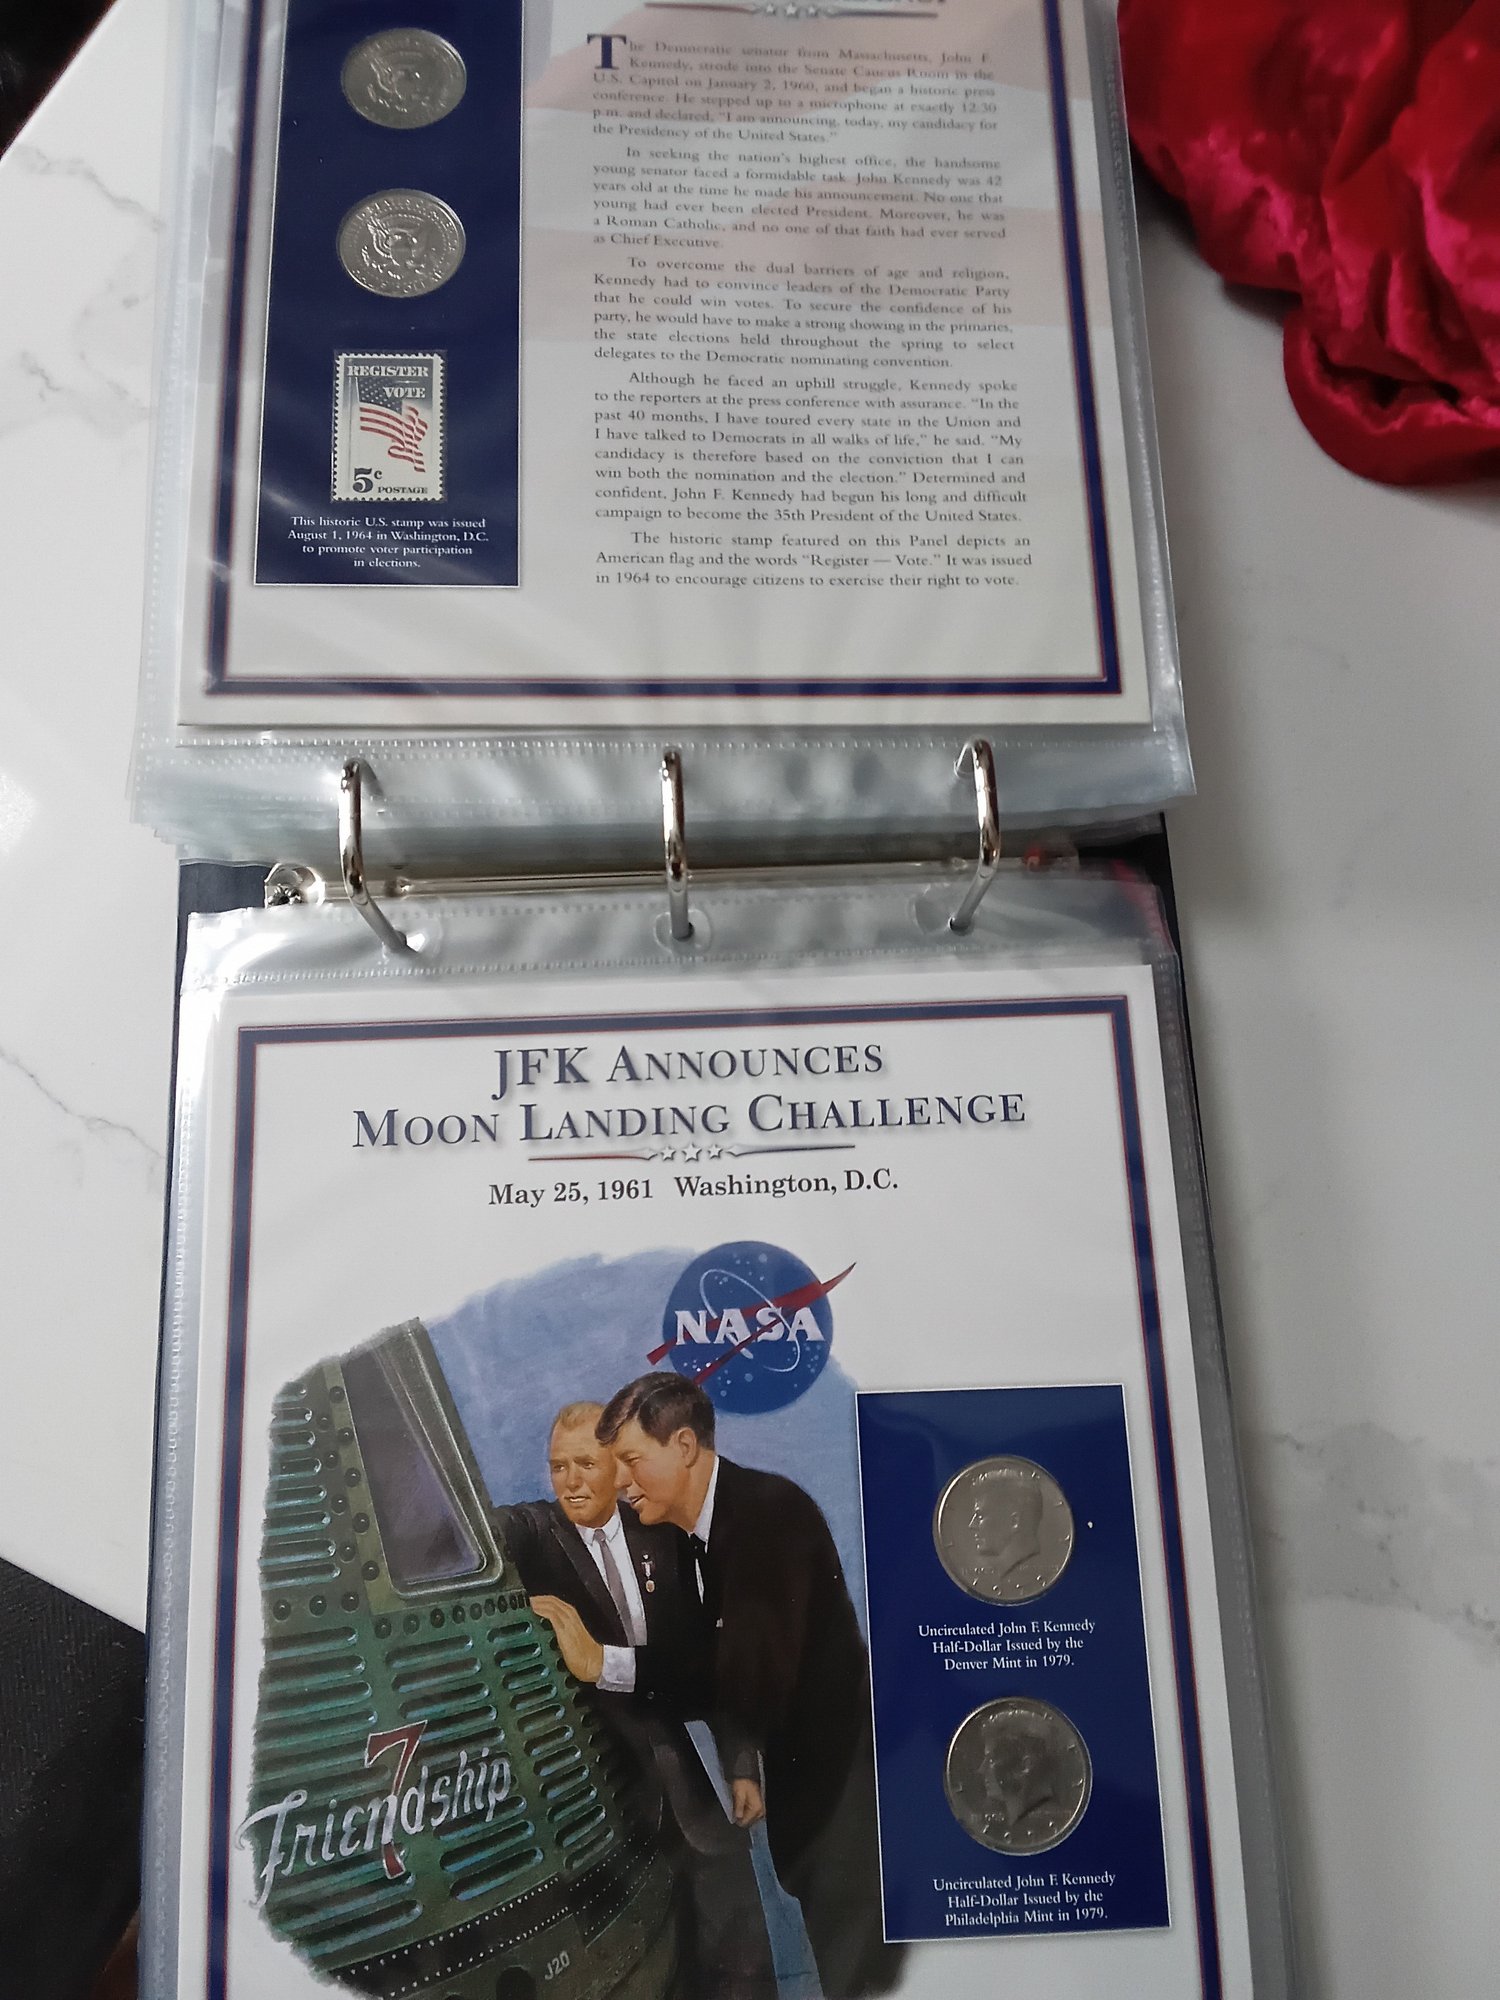 The Democratic senator from Massachusetts, John F.
Kennedy, strode into the Senate Caucus Room in the
U.S. Capitol on January 2, 1960, and began a historic press
conference. He stepped up to a microphone at exactly 12:30
p.m. and declared, "I am announcing, today, my candidacy for
the Presidency of the United States."
In seeking the nation's highest office, the handsome
young senator faced a formidable task. John Kennedy was 42
years old at the time he made his announcement. No one that
young had ever been elected President. Moreover, he was
a Roman Catholic, and no one of that faith had ever served
as Chief Executive.
To overcome the dual barriers of age and religion,
Kennedy had to convince leaders of the Democratic Party
that he could win votes. To secure the confidence of his
party, he would have to make a strong showing in the primaries,
the state elections held throughout the spring to select
delegates to the Democratic nominating convention.
Although he faced an uphill struggle, Kennedy spoke
to the reporters at the press conference with assurance. "In the
past 40 months, I have toured every state in the Union and
I have talked to Democrats in all walks of life," he said. "My
candidacy is therefore based on the conviction that I can
win both the nomination and the election." Determined and
confident, John F. Kennedy had begun his long and difficult
campaign to become the 35th President of the United States.
The historic stamp featured on this Panel depicts an
American flag and the words "Register — Vote." It was issued
in 1964 to encourage citizens to exercise their right to vote.
REGISTER
VOTE
5c POSTAGE
This historic U.S. stamp was issued
August 1, 1964 in Washington, D.C.
to promote voter participation
in elections.
JFK ANNOUNCES
MOON LANDING CHALLENGE
May 25, 1961 Washington, D.C.
NASA
Uncirculated John F. Kennedy
Half-Dollar Issued by the
Denver Mint in 1979.
7
Friendship
J20
Uncirculated John F. Kennedy
Half-Dollar Issued by the
Philadelphia Mint in 1979.